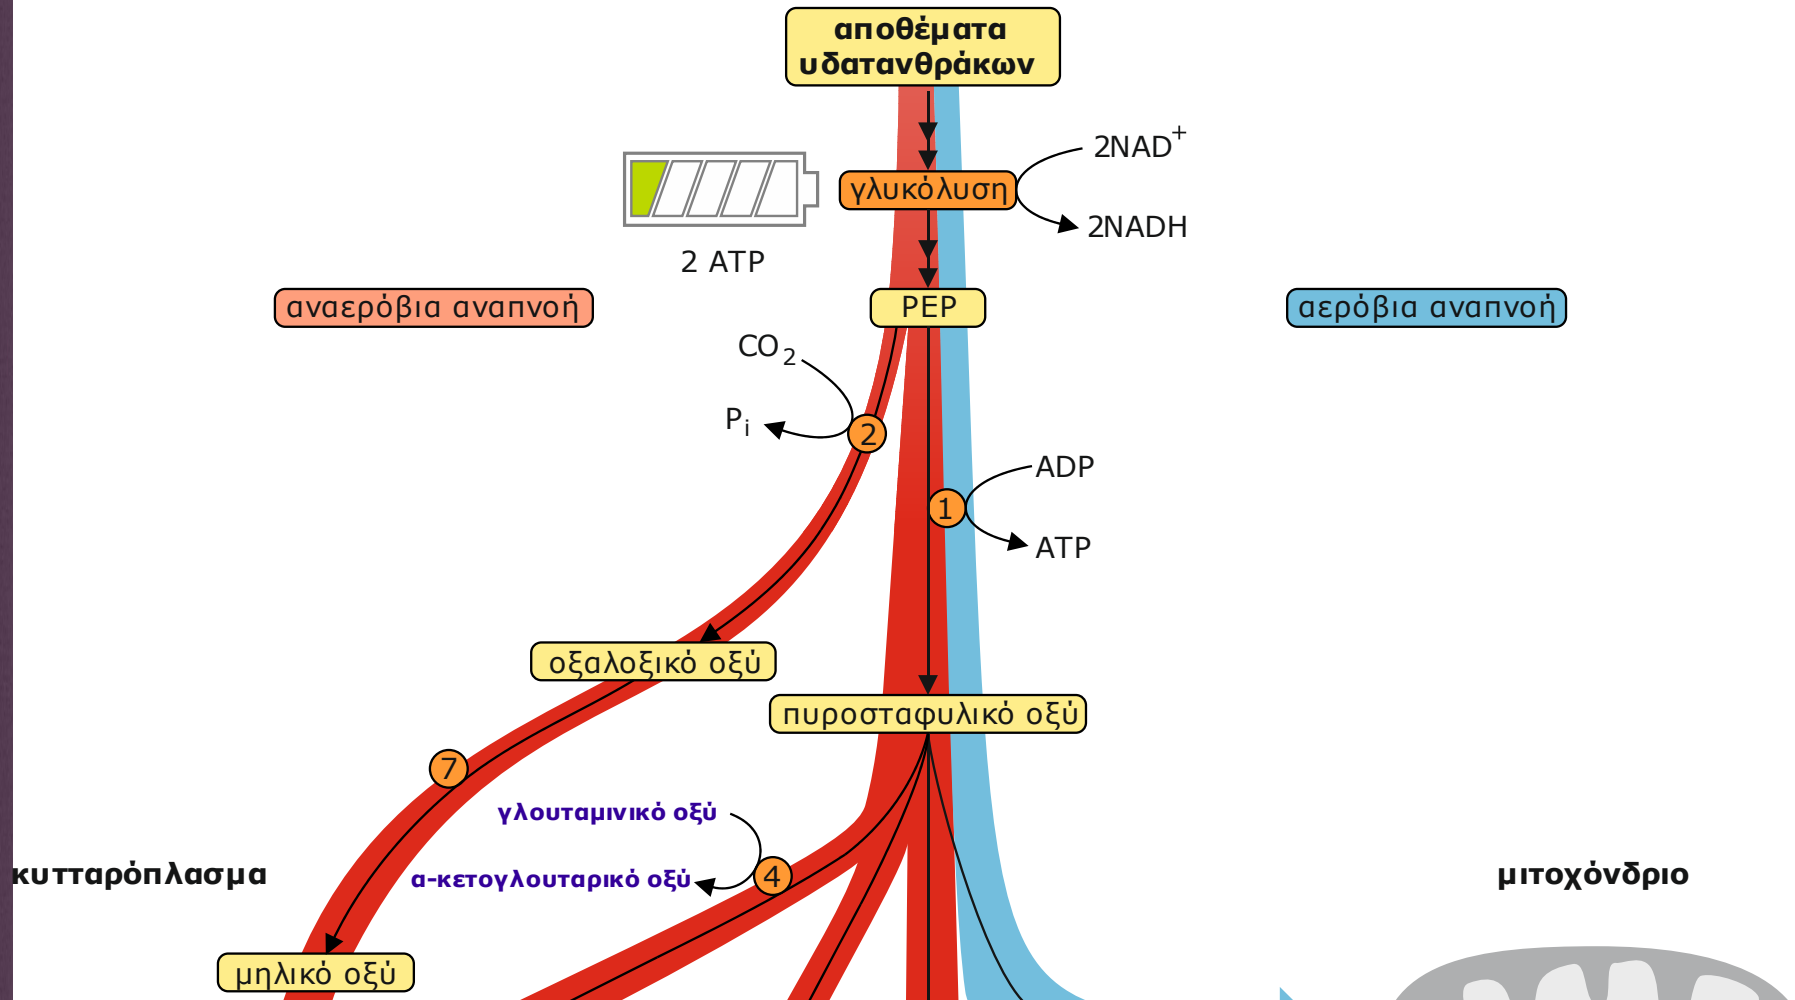 αποθέματα
υδατανθράκων
2NAD+
γλυκόλυση
2NADH
2 ATP
αναερόβια αναπνοή
PEP
αερόβια αναπνοή
CO2
Pi
2
ADP
1
ATP
οξαλοξικό οξύ
πυροσταφυλικό οξύ
7
γλουταμινικό οξύ
4
α-κετογλουταρικό οξύ
κυτταρόπλασμα
μιτοχόνδριο
μηλικό οξύ